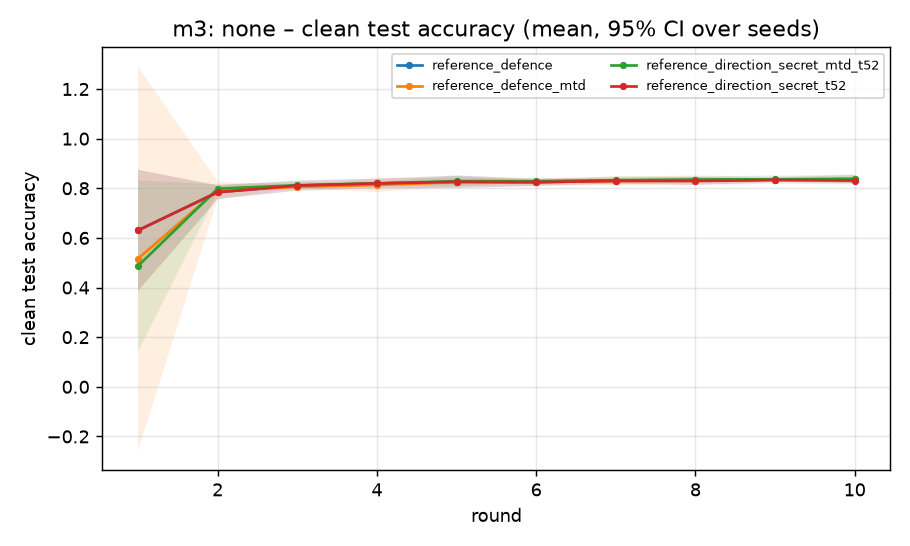 m3: none – clean test accuracy (mean, 95% CI over seeds)
reference_defence
reference_defence_mtd
reference_direction_secret_mtd_t52
reference_direction_secret_t52
clean test accuracy
1.2
1.0
0.8
0.6
0.4
0.2
0.0
−0.2
2 4 6 8 10
round